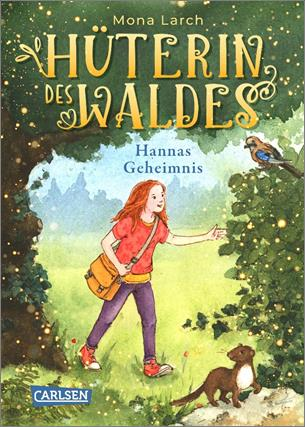 Mona Larch
HÜTERIN
DES WALDES
Hannas
Geheimnis
CARLSEN